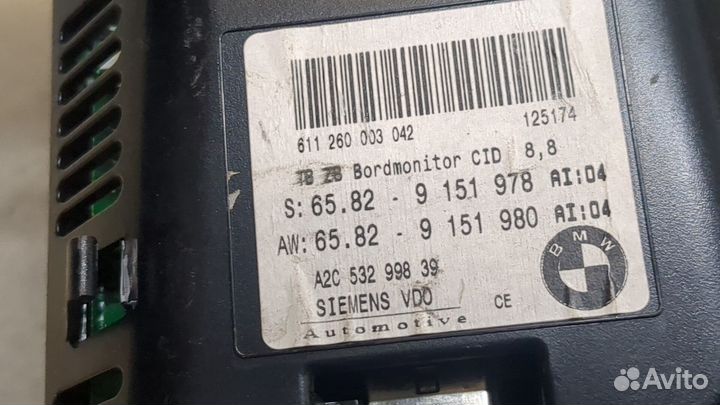 611 260 003 042 125174
Bordmonitor CID 8,8
S: 65.82 - 9 151 978 AI:04
AW: 65.82 - 9 151 980 AI:04
A2C 532 998 39
SIEMENS VDO CE
Automotive
BMW
Avito